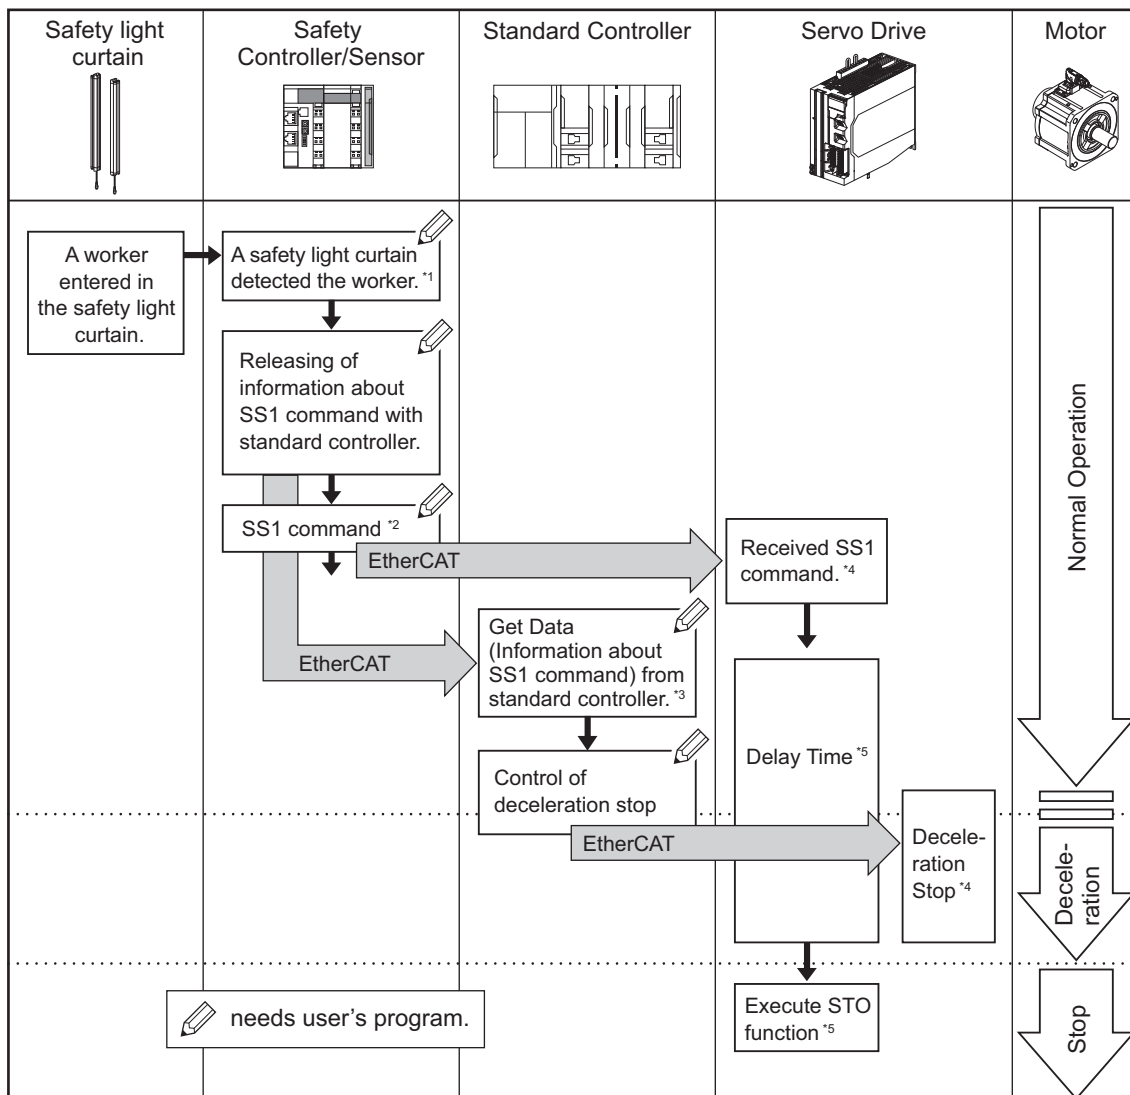 Safety light
curtain
Safety
Controller/Sensor
Standard Controller
Servo Drive
Motor
A worker
entered in
the safety light
curtain.
A safety light curtain
detected the worker. *1
Releasing of
information about
SS1 command with
standard controller.
SS1 command *2
EtherCAT
Received SS1
command. *4
EtherCAT
Get Data
(Information about
SS1 command) from
standard controller. *3
Delay Time *5
Control of
deceleration stop
EtherCAT
Decele-
ration
Stop *4
Execute STO
function *5
Normal Operation
Decele-
ration
Stop
needs user's program.